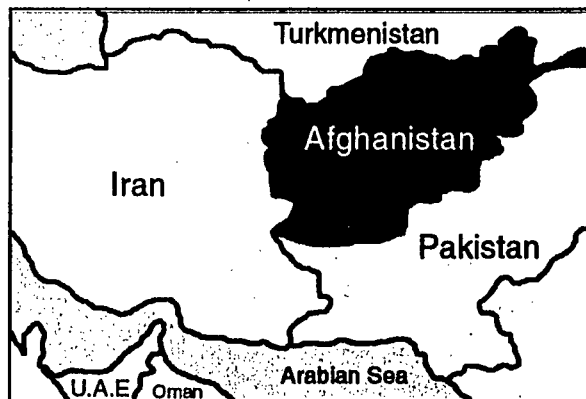 Turkmenistan
Afghanistan
Iran
Pakistan
Arabian Sea
U.A.E
Oman